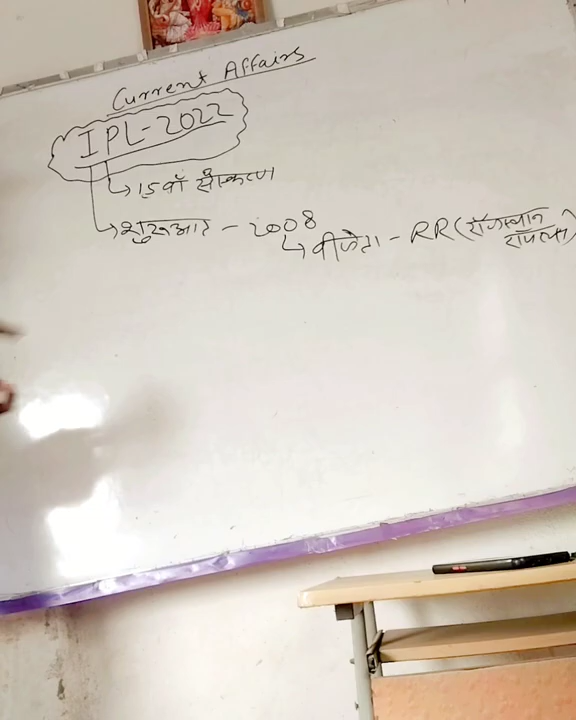 Current Affairs
IPL-2022
15वाँ संस्करण
शुरूआत - 2008
वीजेता - RR (राजस्थान
रॉयल्स)